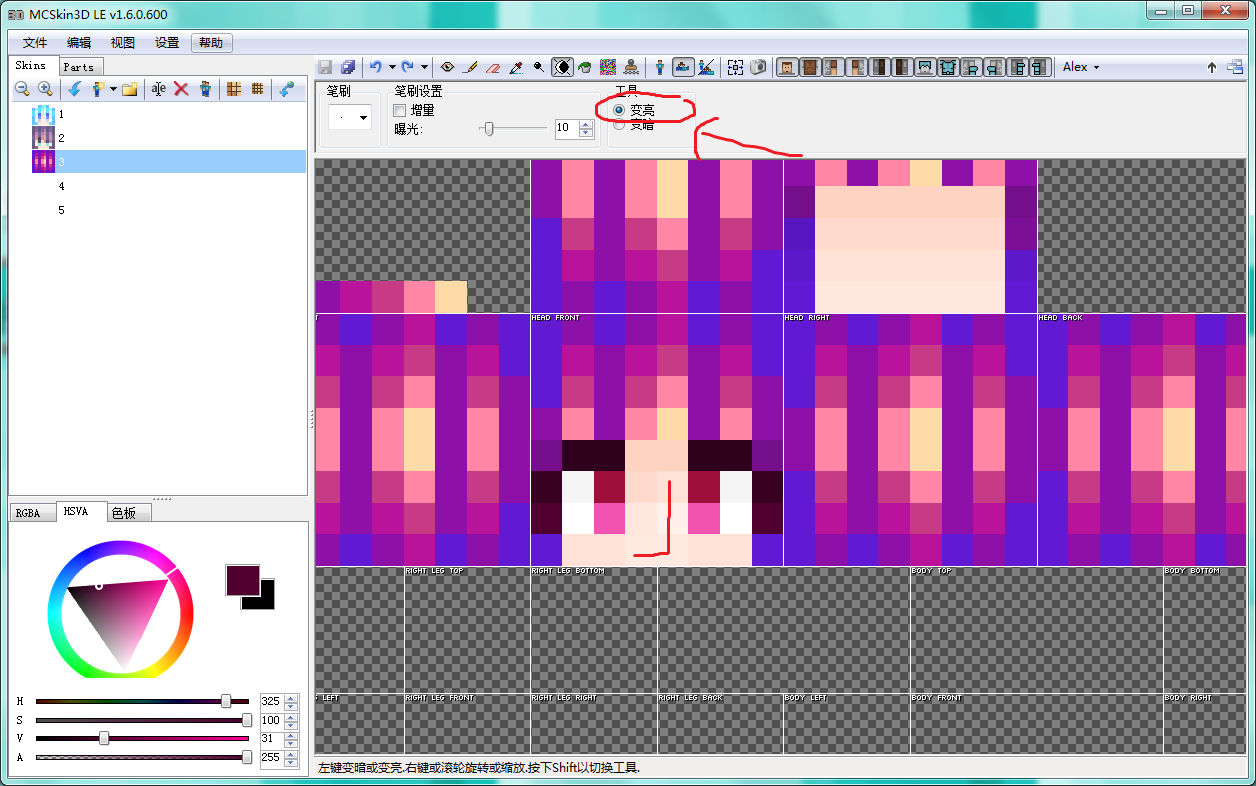 MCSkin3D LE v1.6.0.600
文件 编辑 视图 设置 帮助
Skins Parts
Alex
笔刷 笔刷设置 工具
增量 变亮
曝光: 10 变暗
1
2
3
4
5
HEAD FRONT HEAD RIGHT HEAD BACK
RGBA HSVA 色板
RIGHT LEG TOP RIGHT LEG BOTTOM BODY TOP BODY BOTTOM
LEFT RIGHT LEG FRONT RIGHT LEG RIGHT RIGHT LEG BACK BODY LEFT BODY FRONT BODY RIGHT
H 325
S 100
V 31
A 255
左键变暗或变亮.右键或滚轮旋转或缩放.按下Shift以切换工具.